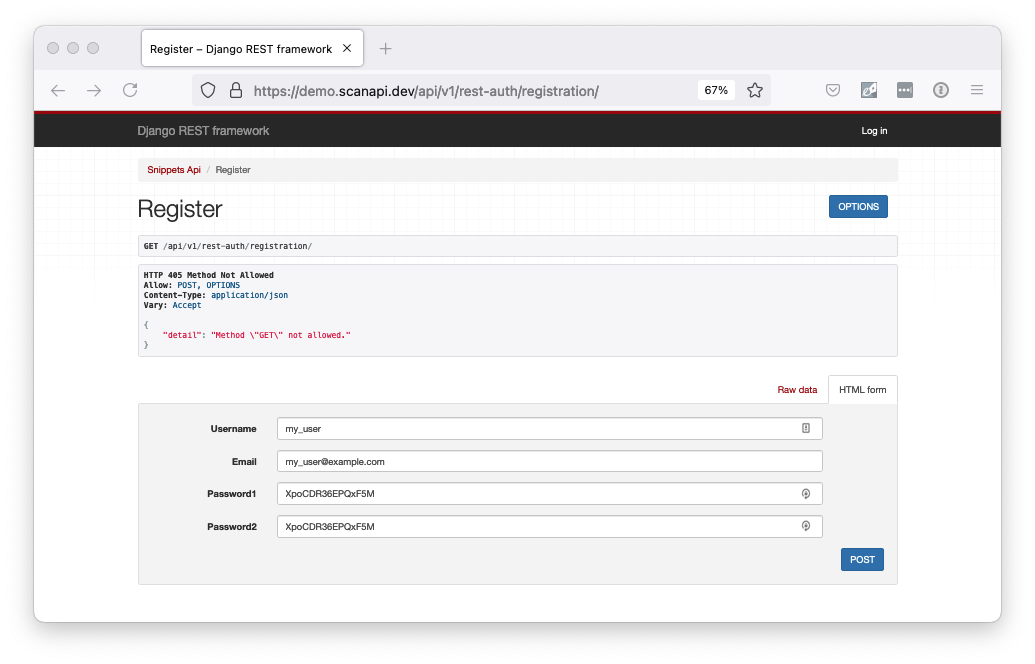 Register – Django REST framework
https://demo.scanapi.dev/api/v1/rest-auth/registration/
67%
Django REST framework
Log in
Snippets Api / Register
Register
OPTIONS
GET /api/v1/rest-auth/registration/
HTTP 405 Method Not Allowed
Allow: POST, OPTIONS
Content-Type: application/json
Vary: Accept
{
"detail": "Method \"GET\" not allowed."
}
Raw data
HTML form
Username
my_user
Email
my_user@example.com
Password1
XpoCDR36EPQxF5M
Password2
XpoCDR36EPQxF5M
POST